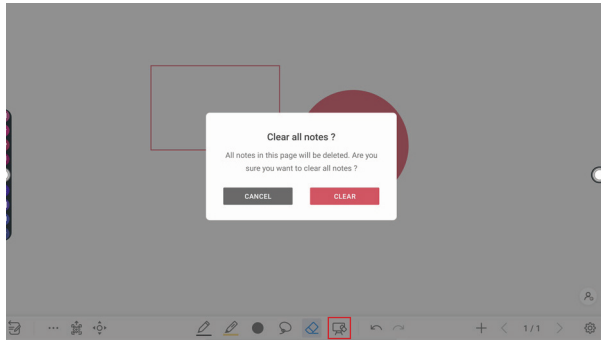 Clear all notes ?
All notes in this page will be deleted. Are you
sure you want to clear all notes ?
CANCEL
CLEAR
1/1